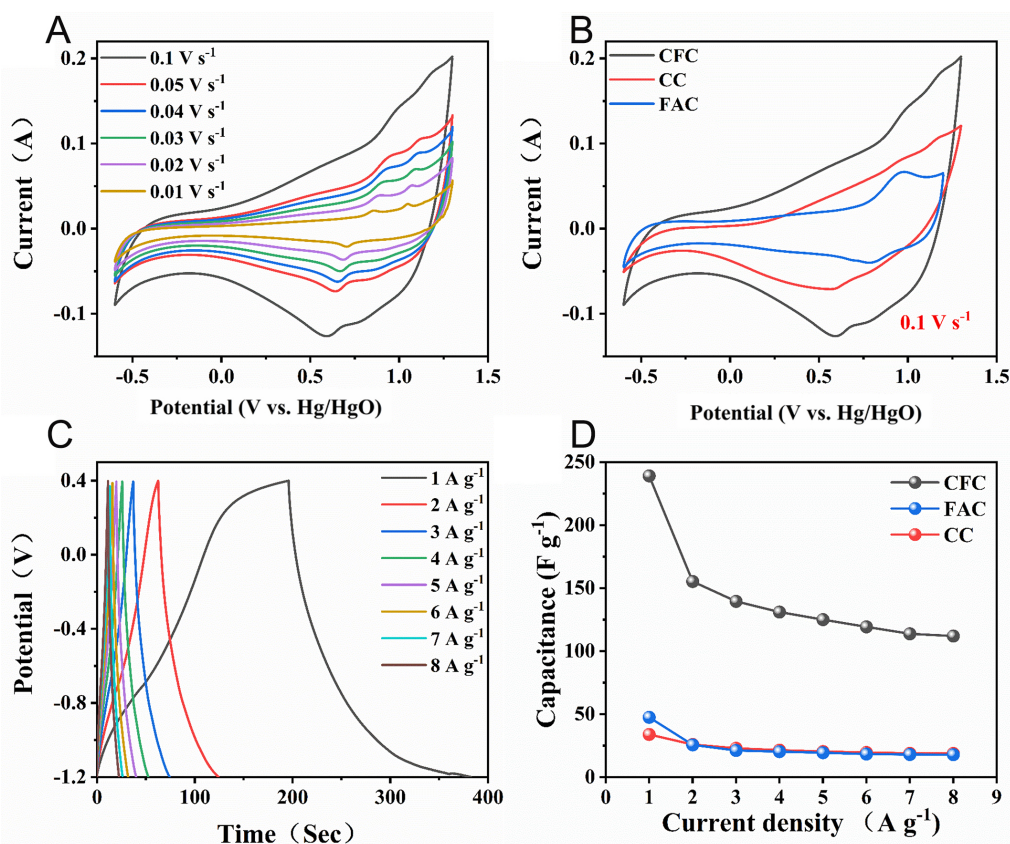 A
0.1 V s-1
0.05 V s-1
0.04 V s-1
0.03 V s-1
0.02 V s-1
0.01 V s-1
0.2
0.1
0.0
-0.1
Current (A)
-0.5
0.0
0.5
1.0
1.5
Potential (V vs. Hg/HgO)
B
CFC
CC
FAC
0.2
0.1
0.0
-0.1
Current (A)
0.1 V s-1
-0.5
0.0
0.6
1.0
1.5
Potential (V vs. Hg/HgO)
C
1 A g-1
2 A g-1
3 A g-1
4 A g-1
5 A g-1
6 A g-1
7 A g-1
8 A g-1
0.4
0.0
-0.4
-0.8
-1.2
Potential (V)
0
100
200
300
400
Time (Sec)
D
CFC
FAC
CC
250
200
150
100
50
0
Capacitance (F g-1)
0
1
2
3
4
5
6
7
8
9
Current density (A g-1)